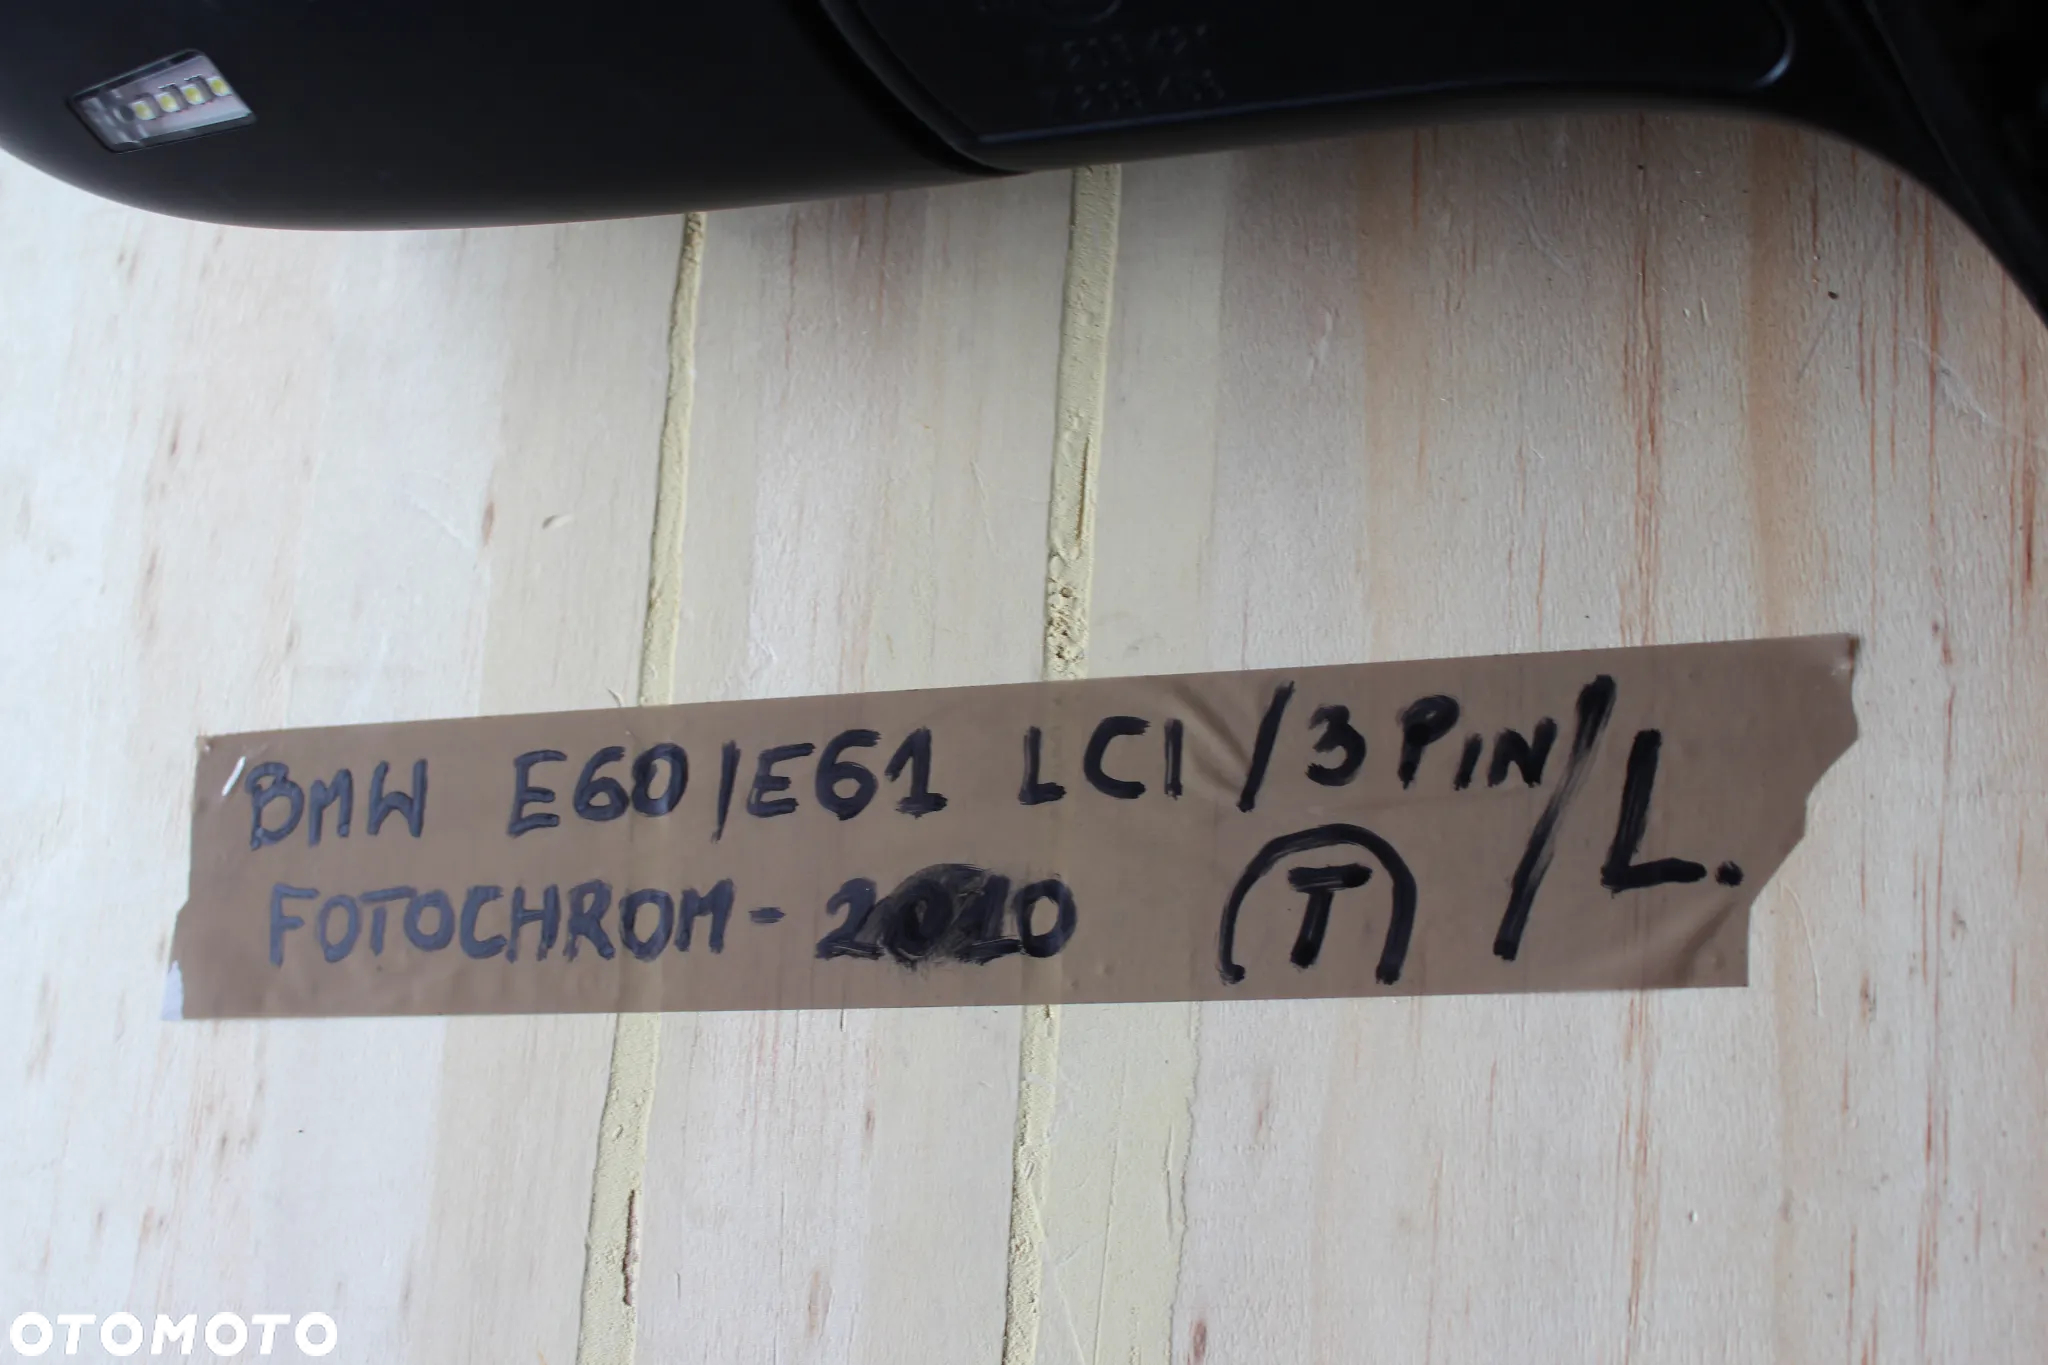 BMW E60/E61 LCI /3PIN/L.
FOTOCHROM-2010 T
OTOMOTO